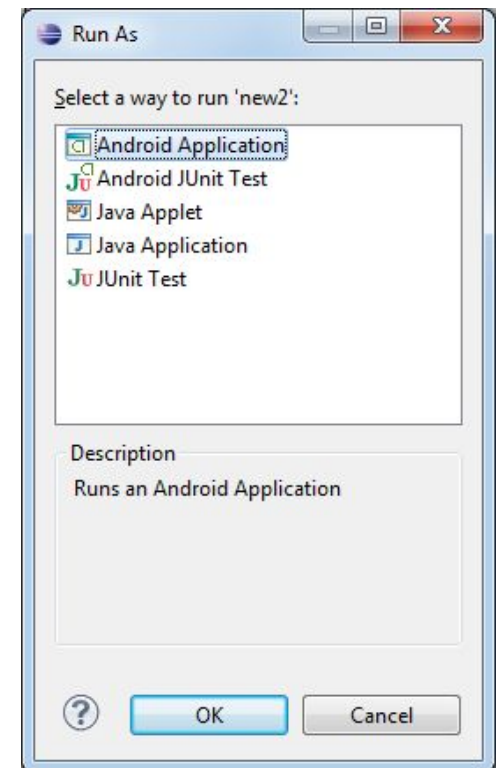 Run As
Select a way to run 'new2':
Android Application
Android JUnit Test
Java Applet
Java Application
JUnit Test
Description
Runs an Android Application
OK
Cancel